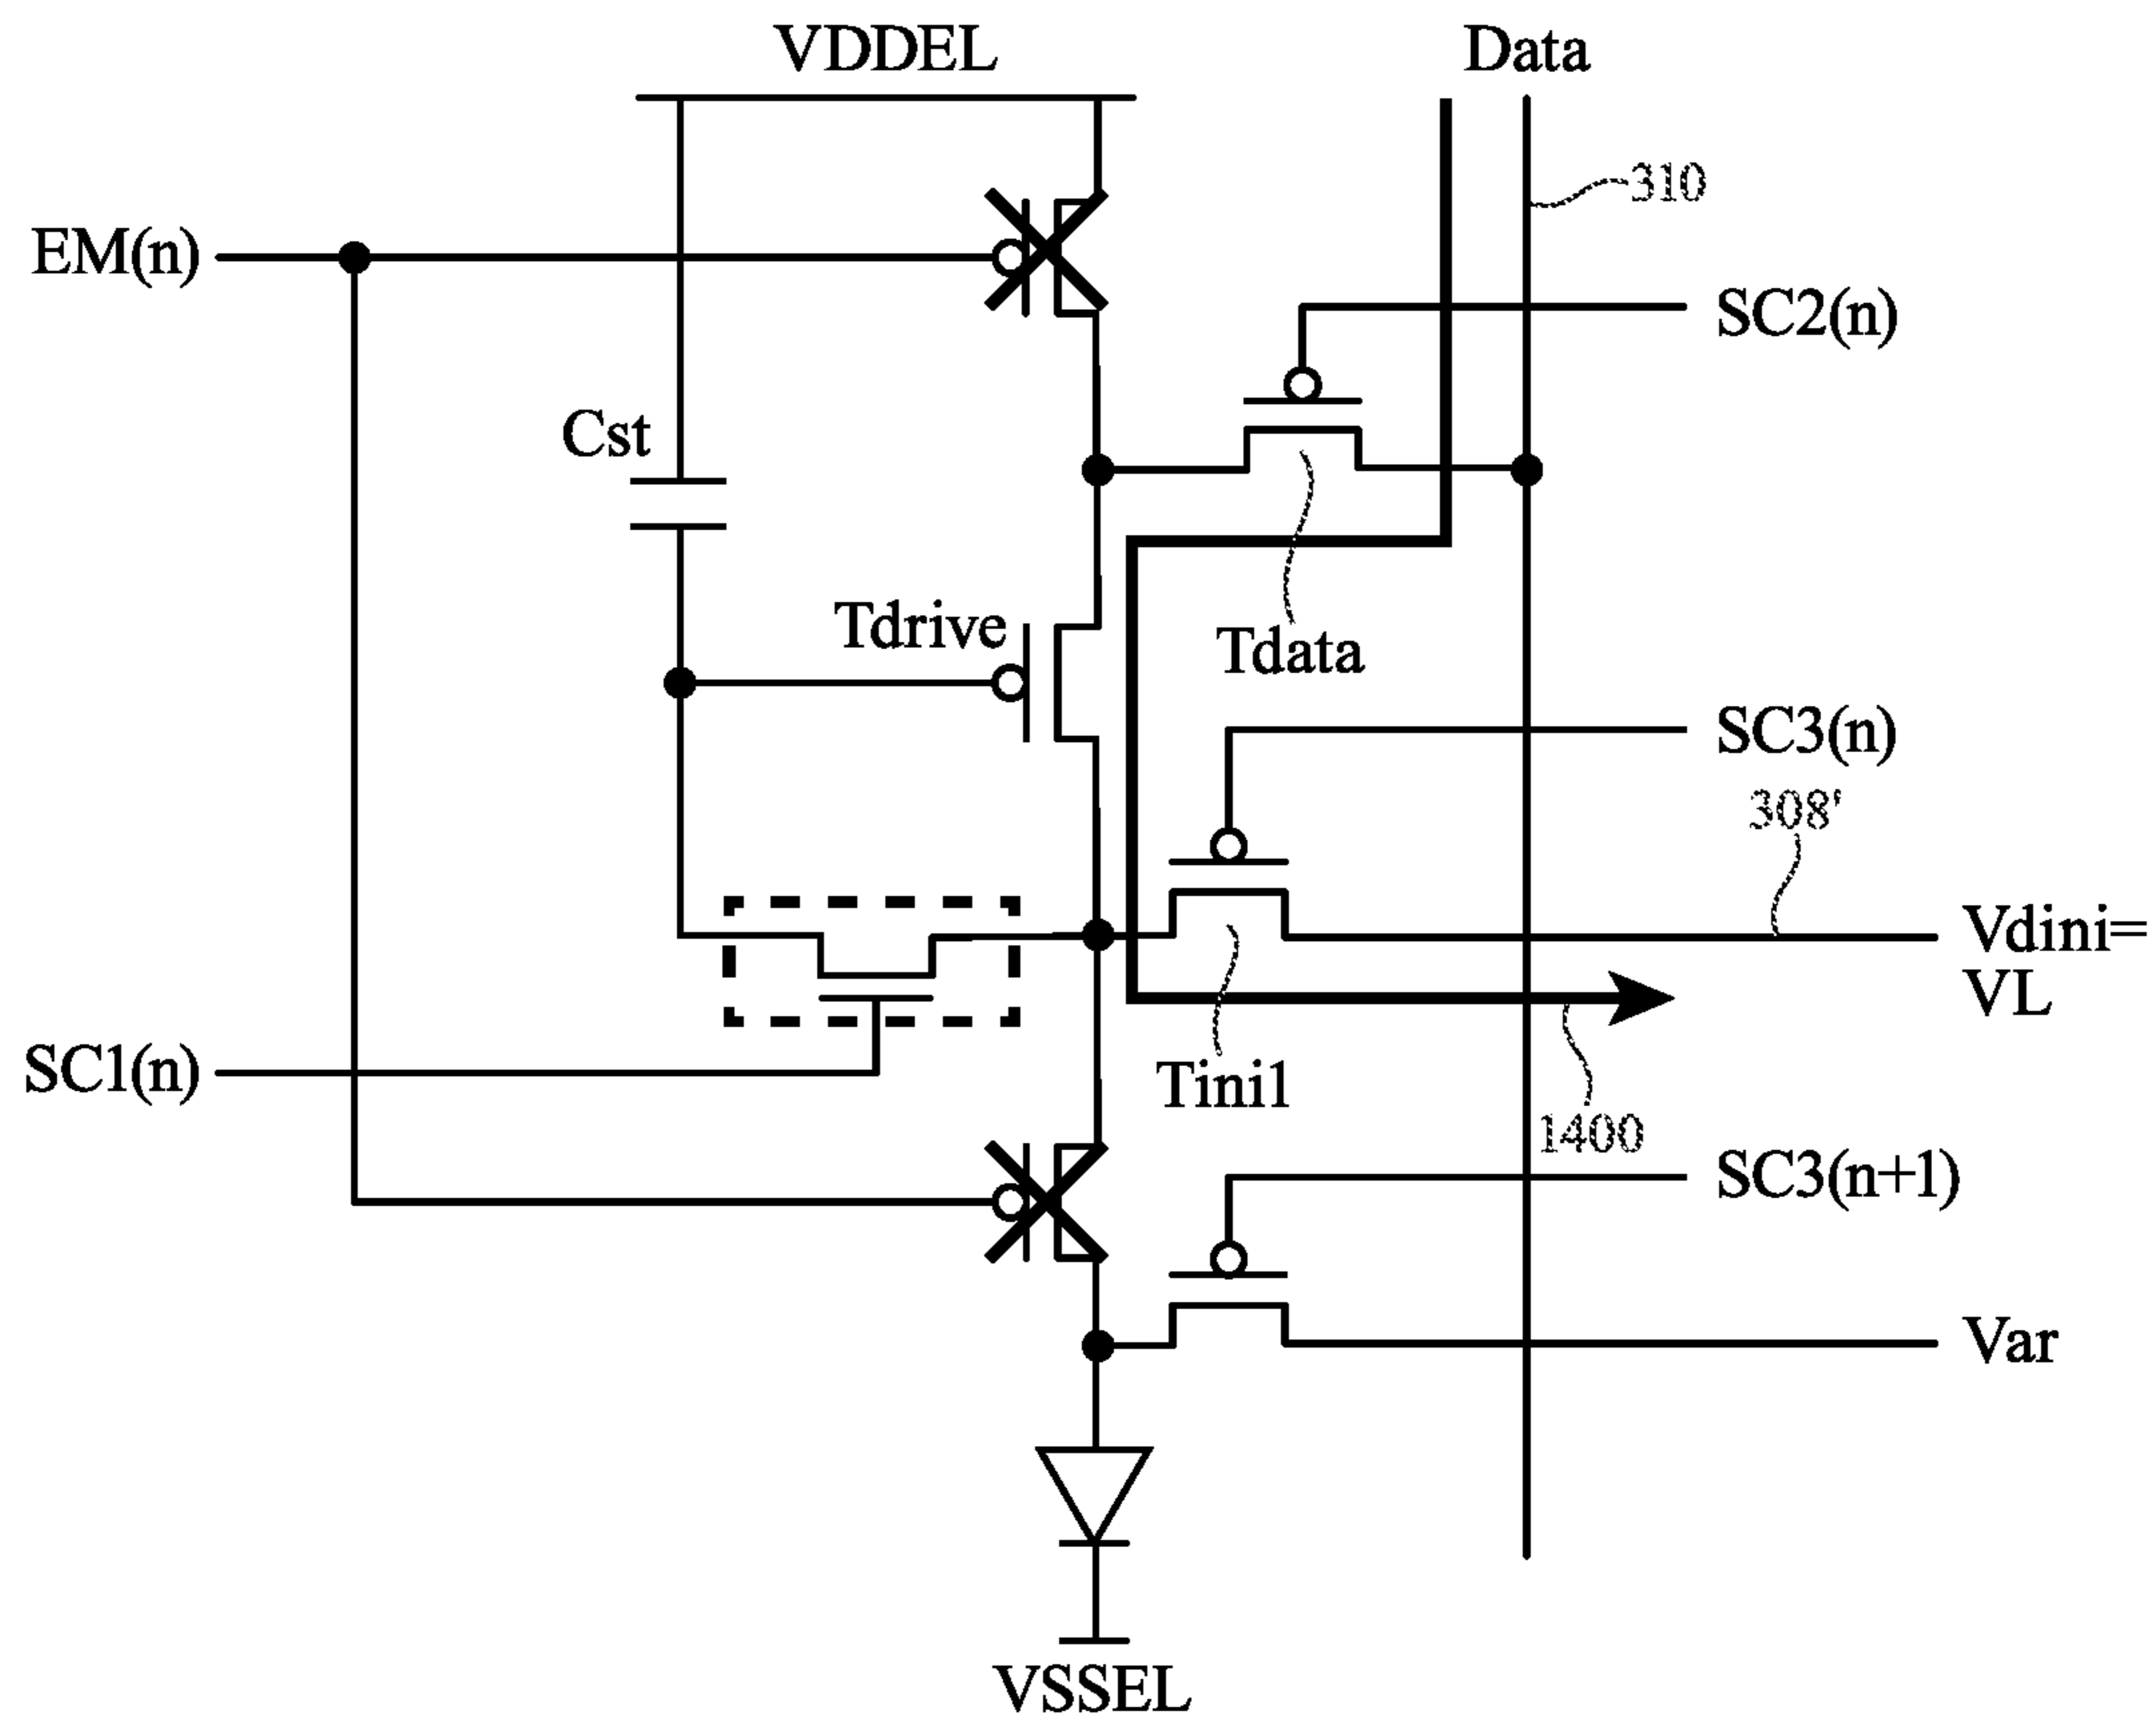 VDDEL
Data
310
EM(n)
SC2(n)
Cst
Tdrive
Tdata
SC3(n)
308'
Vdini=
VL
SC1(n)
Tini1
1400
SC3(n+1)
Var
VSSEL